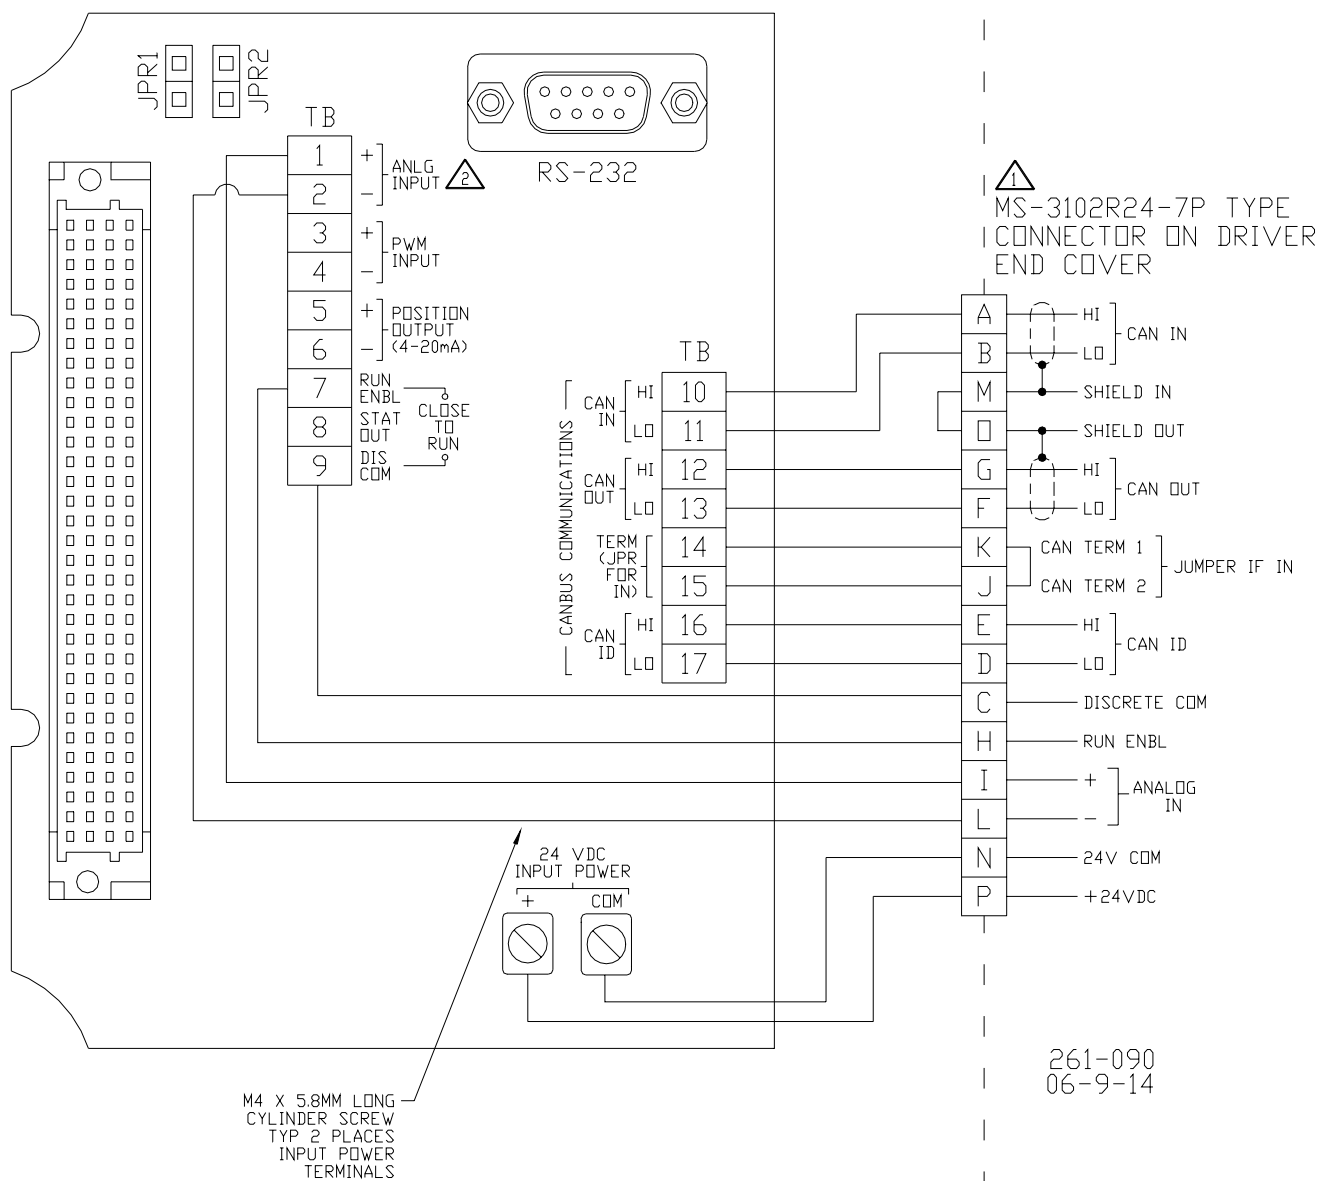 JPR1
JPR2
TB
1 +
2 -
ANLG
INPUT
2
3 +
4 -
PWM
INPUT
5 +
6 -
POSITION
OUTPUT
(4-20mA)
7 RUN
ENBL
8 STAT
OUT
9 DIS
COM
CLOSE
TO
RUN
RS-232
1
MS-3102R24-7P TYPE
CONNECTOR ON DRIVER
END COVER
TB
CANBUS COMMUNICATIONS
CAN
IN
HI 10
LO 11
CAN
OUT
HI 12
LO 13
TERM
(JPR
FOR
IN)
14
15
CAN
ID
HI 16
LO 17
A HI
B LO
CAN IN
M SHIELD IN
O SHIELD OUT
G HI
F LO
CAN OUT
K CAN TERM 1
J CAN TERM 2
JUMPER IF IN
E HI
D LO
CAN ID
C DISCRETE COM
H RUN ENBL
I +
L -
ANALOG
IN
N 24V COM
P +24VDC
24 VDC
INPUT POWER
+ COM
M4 X 5.8MM LONG
CYLINDER SCREW
TYP 2 PLACES
INPUT POWER
TERMINALS
261-090
06-9-14